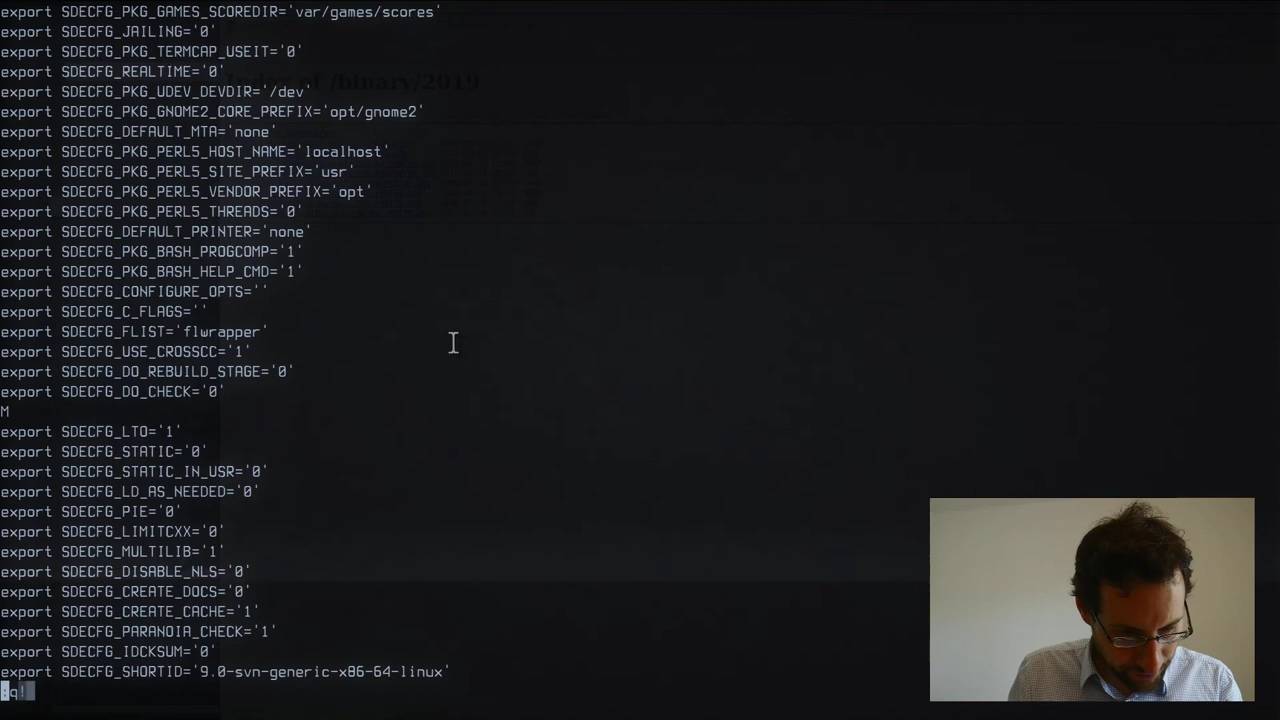 export SDECFG_PKG_GAMES_SCOREDIR='var/games/scores'
export SDECFG_JAILING='0'
export SDECFG_PKG_TERMCAP_USEIT='0'
export SDECFG_REALTIME='0'
Index of /binary/2019
export SDECFG_PKG_UDEV_DEVDIR='/dev'
export SDECFG_PKG_GNOME2_CORE_PREFIX='opt/gnome2'
export SDECFG_DEFAULT_MTA='none'
export SDECFG_PKG_PERL5_HOST_NAME='localhost'
export SDECFG_PKG_PERL5_SITE_PREFIX='usr'
export SDECFG_PKG_PERL5_VENDOR_PREFIX='opt'
export SDECFG_PKG_PERL5_THREADS='0'
export SDECFG_DEFAULT_PRINTER='none'
export SDECFG_PKG_BASH_PROGCOMP='1'
export SDECFG_PKG_BASH_HELP_CMD='1'
export SDECFG_CONFIGURE_OPTS=''
export SDECFG_C_FLAGS=''
export SDECFG_FLIST='flwrapper'
export SDECFG_USE_CROSSCC='1'
export SDECFG_DO_REBUILD_STAGE='0'
export SDECFG_DO_CHECK='0'
M
export SDECFG_LTO='1'
export SDECFG_STATIC='0'
export SDECFG_STATIC_IN_USR='0'
export SDECFG_LD_AS_NEEDED='0'
export SDECFG_PIE='0'
export SDECFG_LIMITCXX='0'
export SDECFG_MULTILIB='1'
export SDECFG_DISABLE_NLS='0'
export SDECFG_CREATE_DOCS='0'
export SDECFG_CREATE_CACHE='1'
export SDECFG_PARANOIA_CHECK='1'
export SDECFG_IDCKSUM='0'
export SDECFG_SHORTID='9.0-svn-generic-x86-64-linux'
:q!